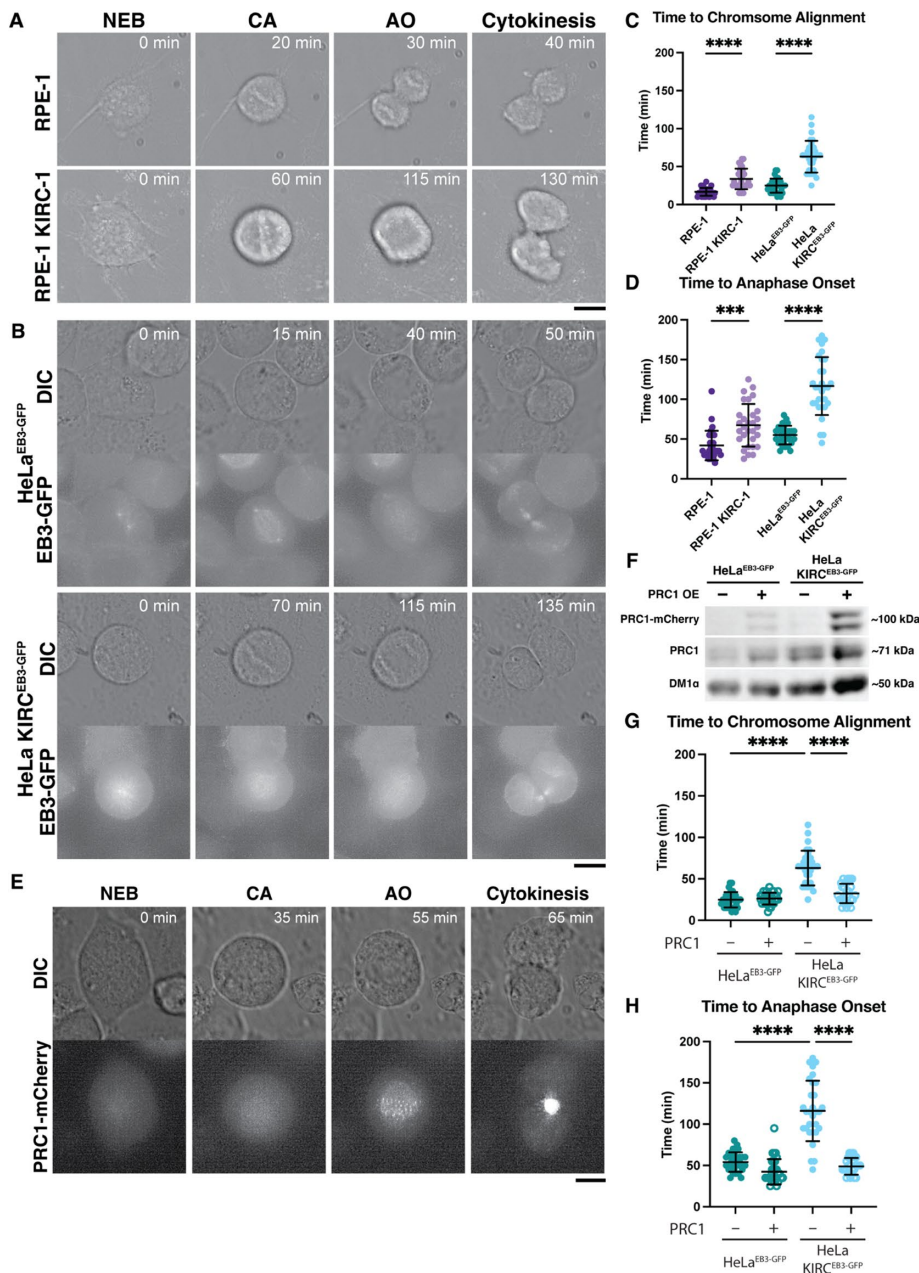 A
NEB
CA
AO
Cytokinesis
RPE-1
0 min
20 min
30 min
40 min
RPE-1 KIRC-1
0 min
60 min
115 min
130 min
B
HeLaEB3-GFP
DIC
0 min
15 min
40 min
50 min
EB3-GFP
HeLa KIRCEB3-GFP
DIC
0 min
70 min
115 min
135 min
EB3-GFP
C
Time to Chromsome Alignment
****
****
Time (min)
200
150
100
50
0
RPE-1
RPE-1 KIRC-1
HeLaEB3-GFP
HeLa
KIRCEB3-GFP
D
Time to Anaphase Onset
***
****
Time (min)
200
150
100
50
0
RPE-1
RPE-1 KIRC-1
HeLaEB3-GFP
HeLa
KIRCEB3-GFP
E
NEB
CA
AO
Cytokinesis
DIC
0 min
35 min
55 min
65 min
PRC1-mCherry
F
HeLaEB3-GFP
HeLa
KIRCEB3-GFP
PRC1 OE
–
+
–
+
PRC1-mCherry
~100 kDa
PRC1
~71 kDa
DM1α
~50 kDa
G
Time to Chromosome Alignment
****
****
Time (min)
200
150
100
50
0
PRC1
–
+
–
+
HeLaEB3-GFP
HeLa
KIRCEB3-GFP
H
Time to Anaphase Onset
****
****
Time (min)
200
150
100
50
0
PRC1
–
+
–
+
HeLaEB3-GFP
HeLa
KIRCEB3-GFP